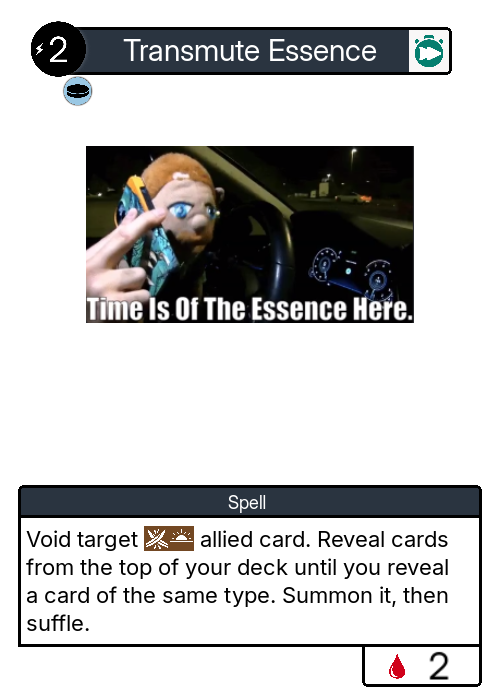 2
Transmute Essence
Time Is Of The Essence Here.
Spell
Void target allied card. Reveal cards
from the top of your deck until you reveal
a card of the same type. Summon it, then
suffle.
2